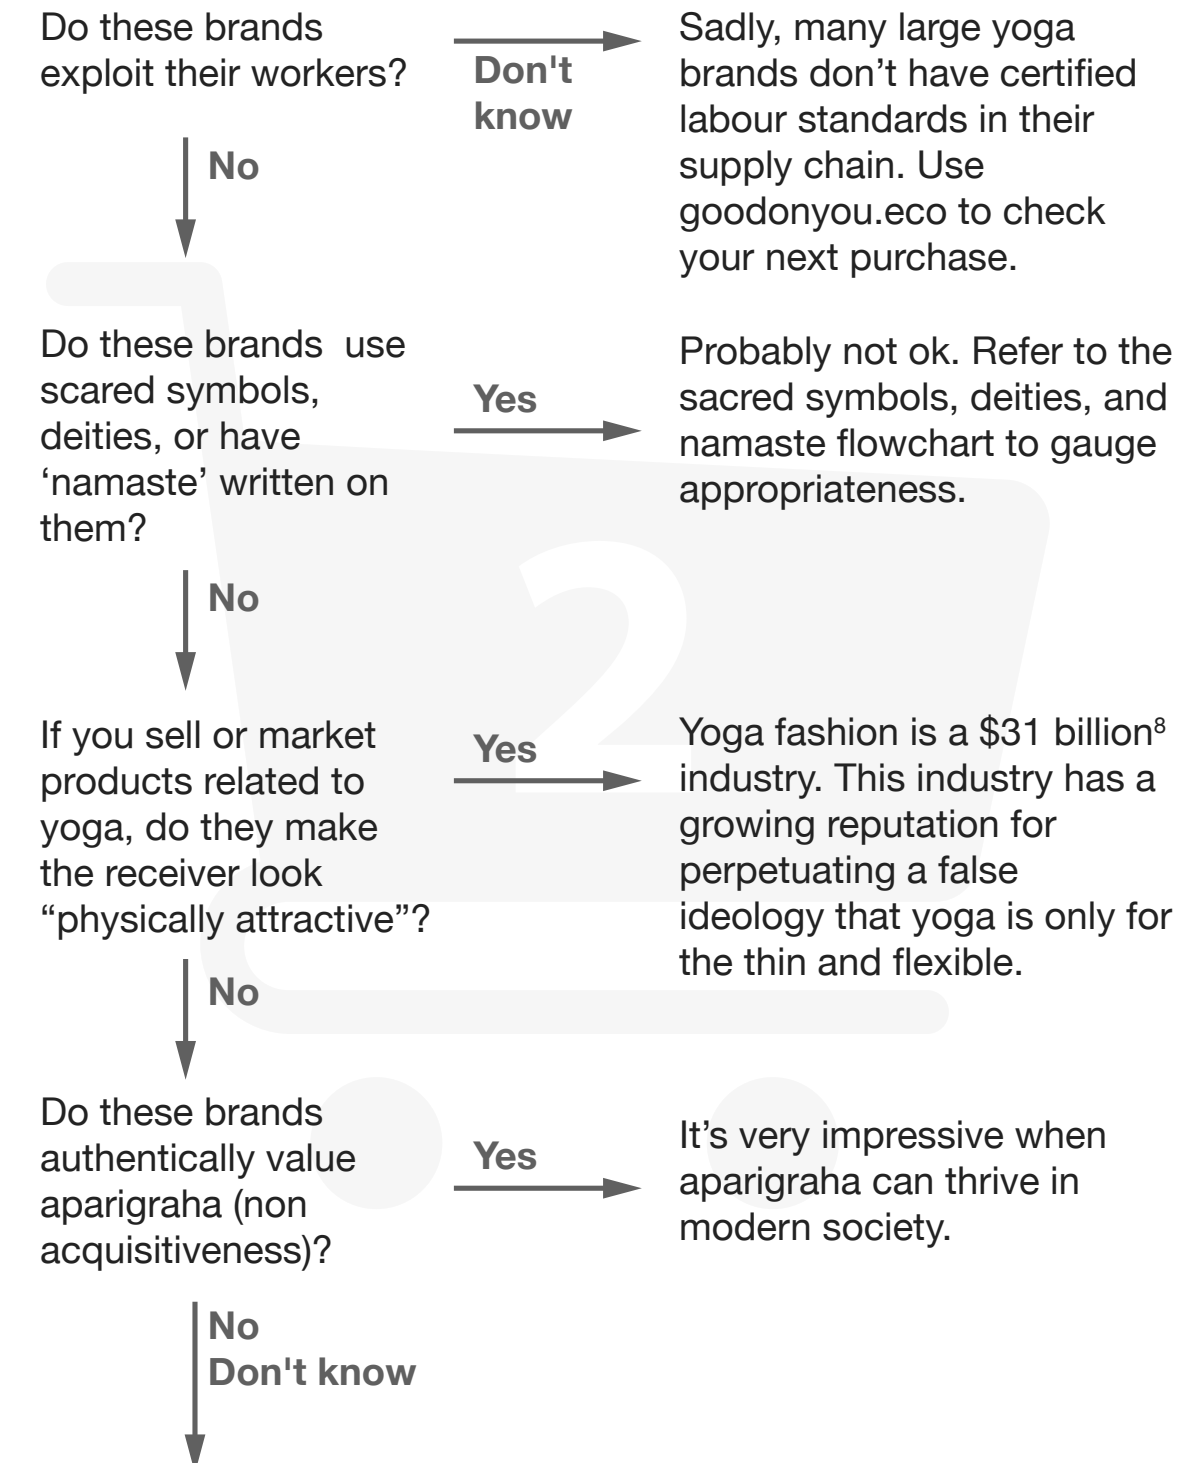 Do these brands
exploit their workers?
Don't
know
Sadly, many large yoga
brands don’t have certified
labour standards in their
supply chain. Use
goodonyou.eco to check
your next purchase.
No
Do these brands  use
scared symbols,
deities, or have
‘namaste’ written on
them?
Yes
Probably not ok. Refer to the
sacred symbols, deities, and
namaste flowchart to gauge
appropriateness.
2
No
If you sell or market
products related to
yoga, do they make
the receiver look
“physically attractive”?
Yes
Yoga fashion is a $31 billion⁸
industry. This industry has a
growing reputation for
perpetuating a false
ideology that yoga is only for
the thin and flexible.
No
Do these brands
authentically value
aparigraha (non
acquisitiveness)?
Yes
It’s very impressive when
aparigraha can thrive in
modern society.
No
Don't know